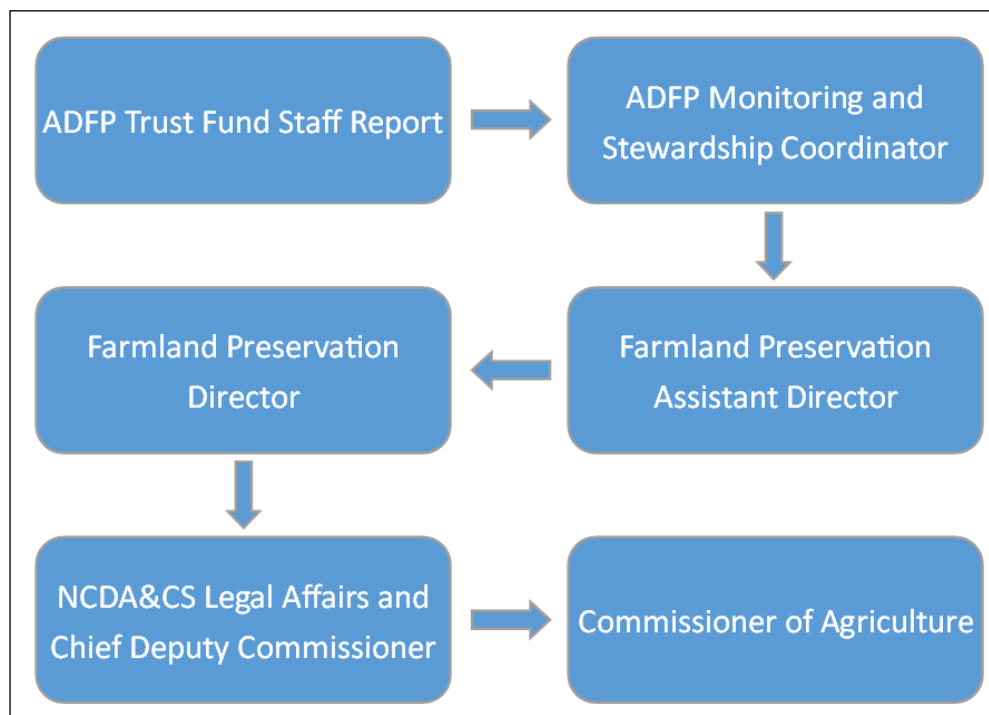 ADFP Trust Fund Staff Report
ADFP Monitoring and
Stewardship Coordinator
Farmland Preservation
Director
Farmland Preservation
Assistant Director
NCDA&CS Legal Affairs and
Chief Deputy Commissioner
Commissioner of Agriculture